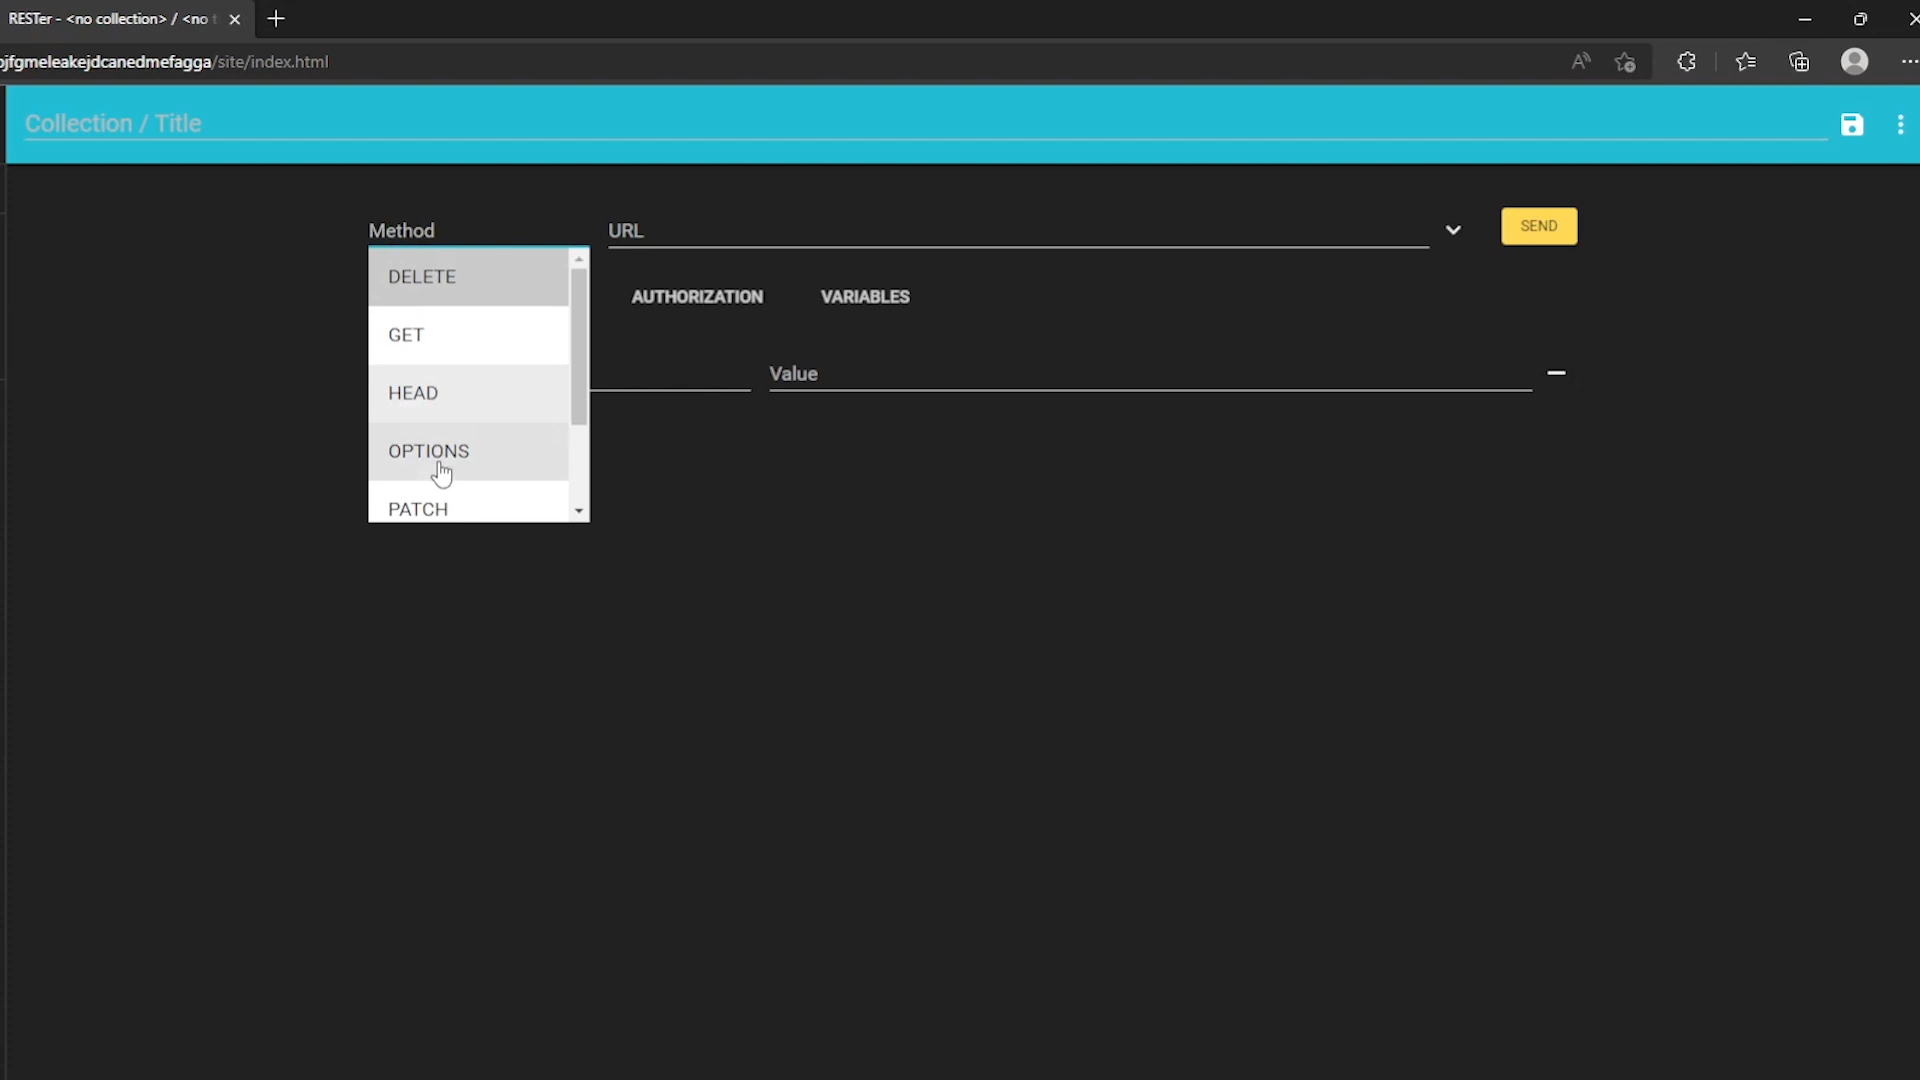 RESTer - <no collection> / <no t
ojfgmeleakejdcanedmefagga/site/index.html
Collection / Title
Method
URL
SEND
DELETE
GET
HEAD
OPTIONS
PATCH
AUTHORIZATION
VARIABLES
Value